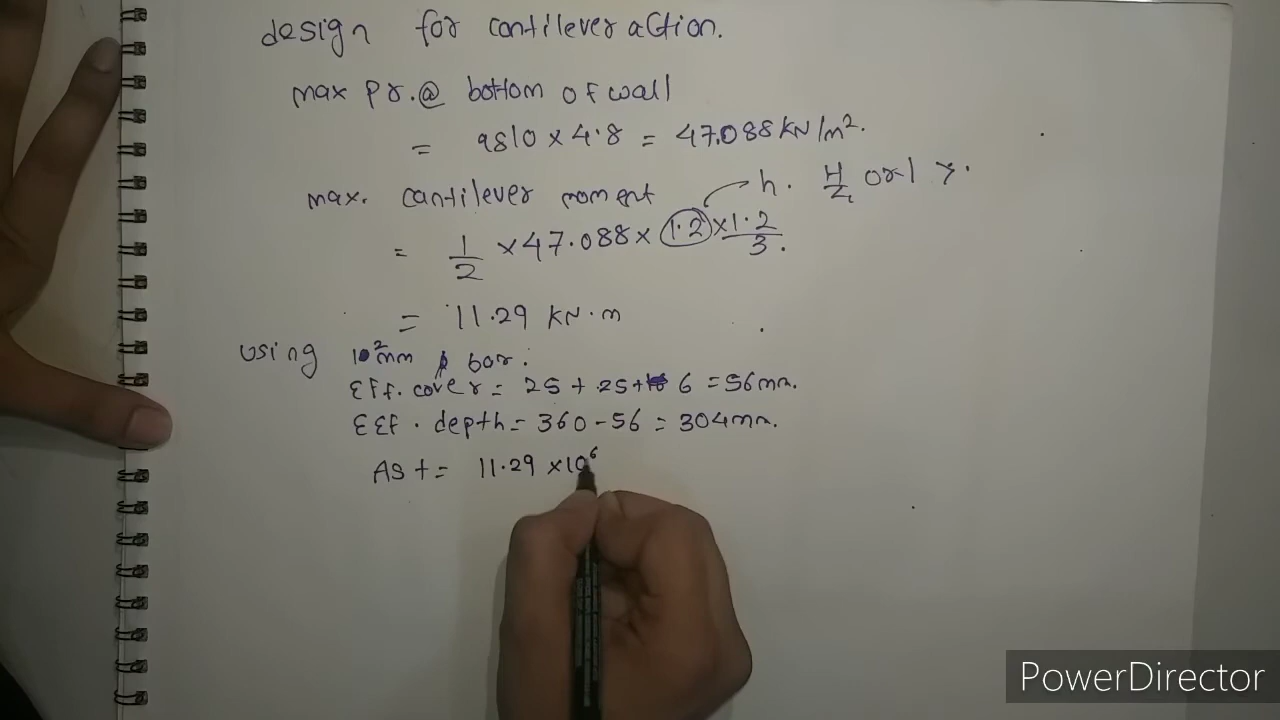 design for cantilever action.
max pr. @ bottom of wall
= 9810 × 4.8 = 47.088 KN/m².
max. cantilever moment
h. H/4 or 1
= 1/2 × 47.088 × 1.2 × 1.2/3.
= 11.29 KN.m
using 12 mm ϕ bar.
Eff. cover = 25 + 25 + 6 = 56mm.
Eff. depth = 360 - 56 = 304mm.
Ast = 11.29 × 10⁶
PowerDirector